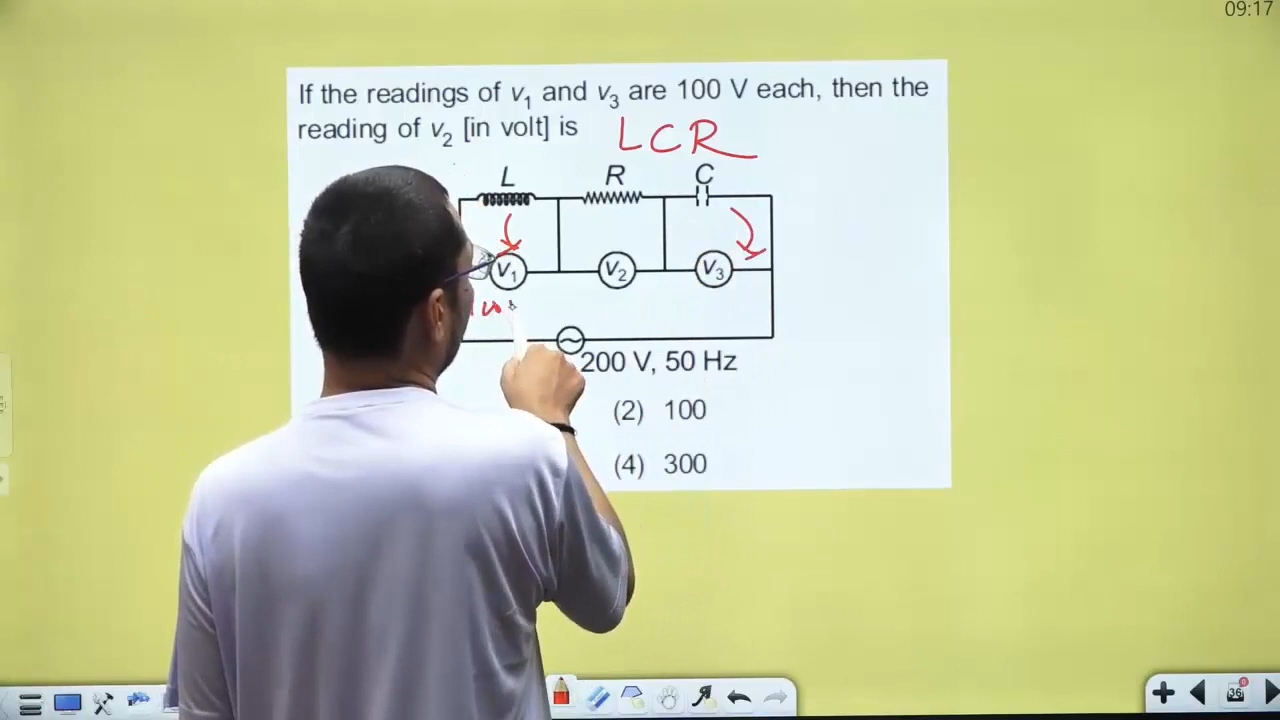 09:17
If the readings of v₁ and v₃ are 100 V each, then the
reading of v₂ [in volt] is
LCR
L R C
V₁ V₂ V₃
200 V, 50 Hz
(2) 100
(4) 300
36